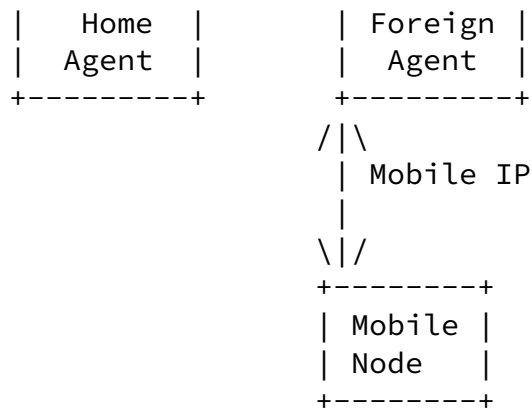 |   Home  |       | Foreign |
|  Agent  |       |  Agent  |
+---------+       +---------+
                 /|\
                  | Mobile IP
                  |
                 \|/
                 +--------+
                 | Mobile |
                 | Node   |
                 +--------+